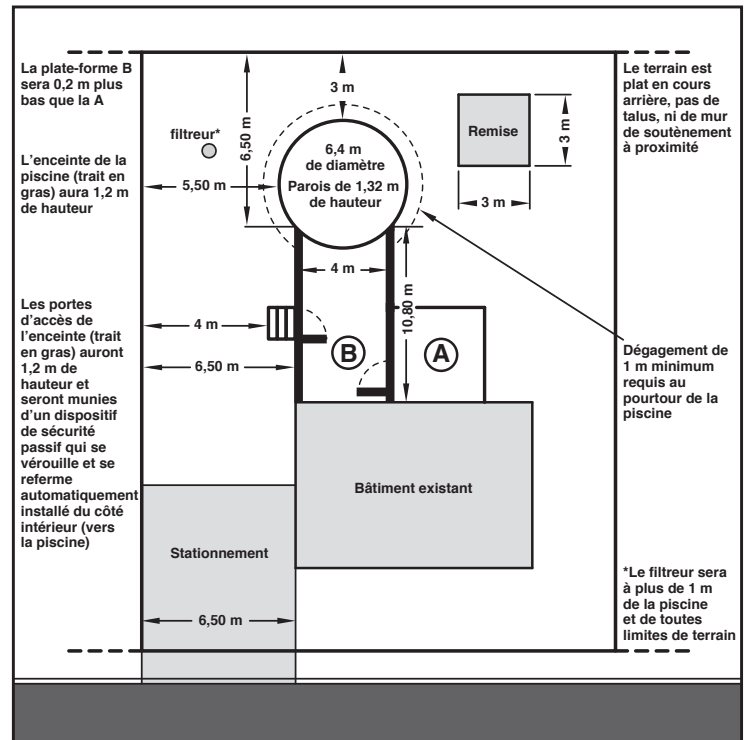 La plate-forme B
sera 0,2 m plus
bas que la A
L'enceinte de la
piscine (trait en
gras) aura 1,2 m
de hauteur
Les portes
d'accès de
l'enceinte (trait
en gras) auront
1,2 m de
hauteur et
seront munies
d'un dispositif
de sécurité
passif qui se
vérouille et se
referme
automatiquement
installé du côté
intérieur (vers
la piscine)
filtreur*
6,50 m
3 m
5,50 m
6,4 m
de diamètre
Parois de 1,32 m
de hauteur
Remise
3 m
3 m
4 m
10,80 m
4 m
6,50 m
B
A
Bâtiment existant
Stationnement
6,50 m
Le terrain est
plat en cours
arrière, pas de
talus, ni de mur
de soutènement
à proximité
Dégagement de
1 m minimum
requis au
pourtour de la
piscine
*Le filtreur sera
à plus de 1 m
de la piscine
et de toutes
limites de terrain